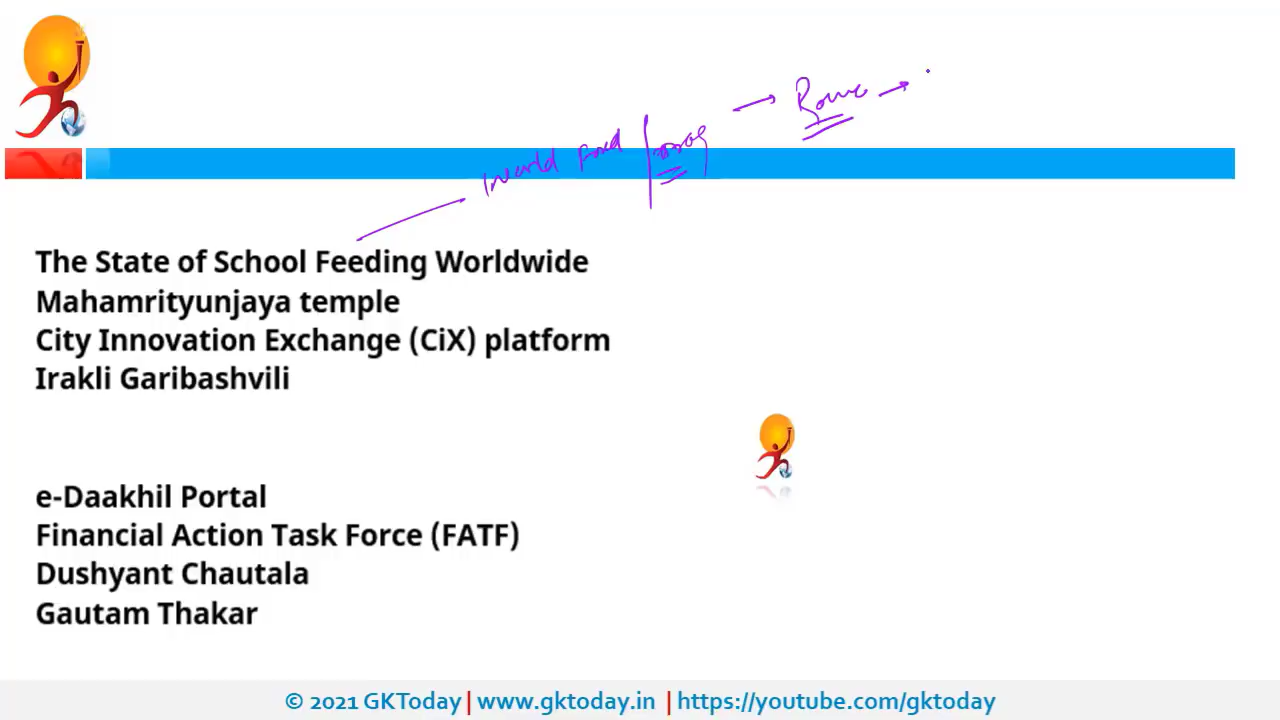 Rome
World Food
The State of School Feeding Worldwide
Mahamrityunjaya temple
City Innovation Exchange (CiX) platform
Irakli Garibashvili
e-Daakhil Portal
Financial Action Task Force (FATF)
Dushyant Chautala
Gautam Thakar
© 2021 GKToday | www.gktoday.in | https://youtube.com/gktoday